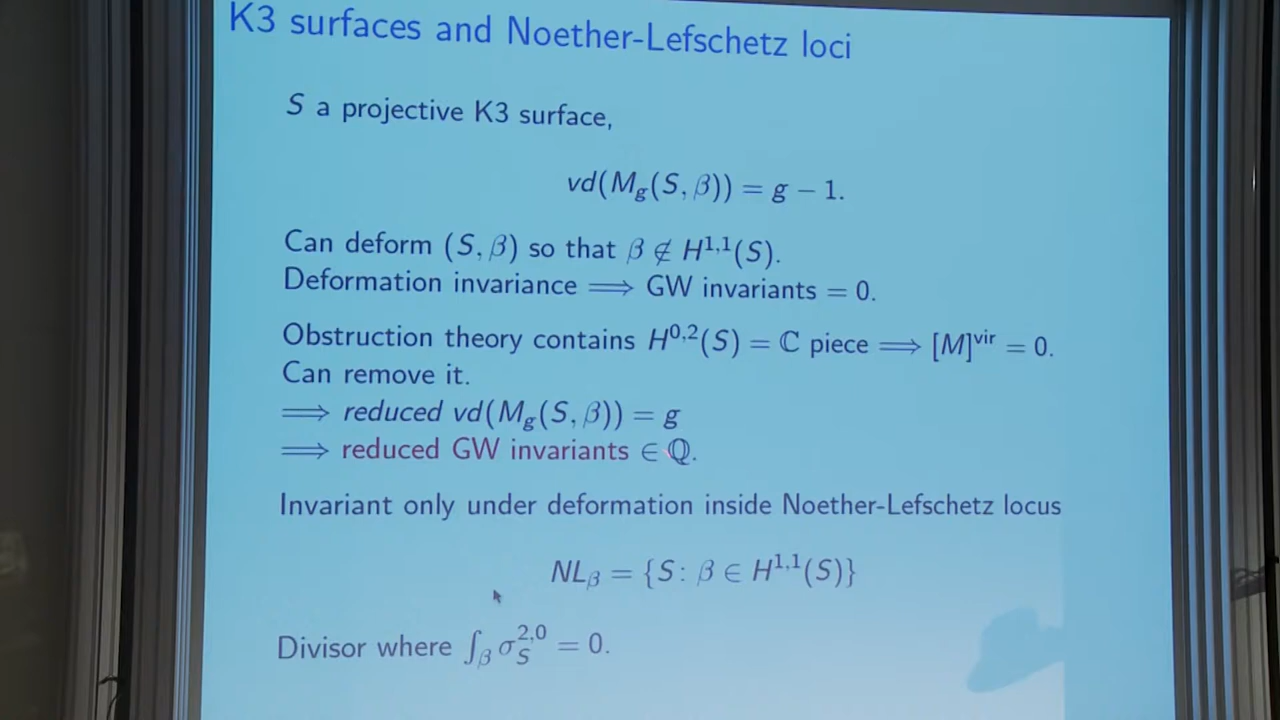 K3 surfaces and Noether-Lefschetz loci
S a projective K3 surface,
vd(M_g(S, β)) = g − 1.
Can deform (S, β) so that β ∉ H^{1,1}(S).
Deformation invariance ⟹ GW invariants = 0.
Obstruction theory contains H^{0,2}(S) = ℂ piece ⟹ [M]^{vir} = 0.
Can remove it.
⟹ reduced vd(M_g(S, β)) = g
⟹ reduced GW invariants ∈ ℚ.
Invariant only under deformation inside Noether-Lefschetz locus
NL_β = {S : β ∈ H^{1,1}(S)}
Divisor where ∫_β σ_S^{2,0} = 0.